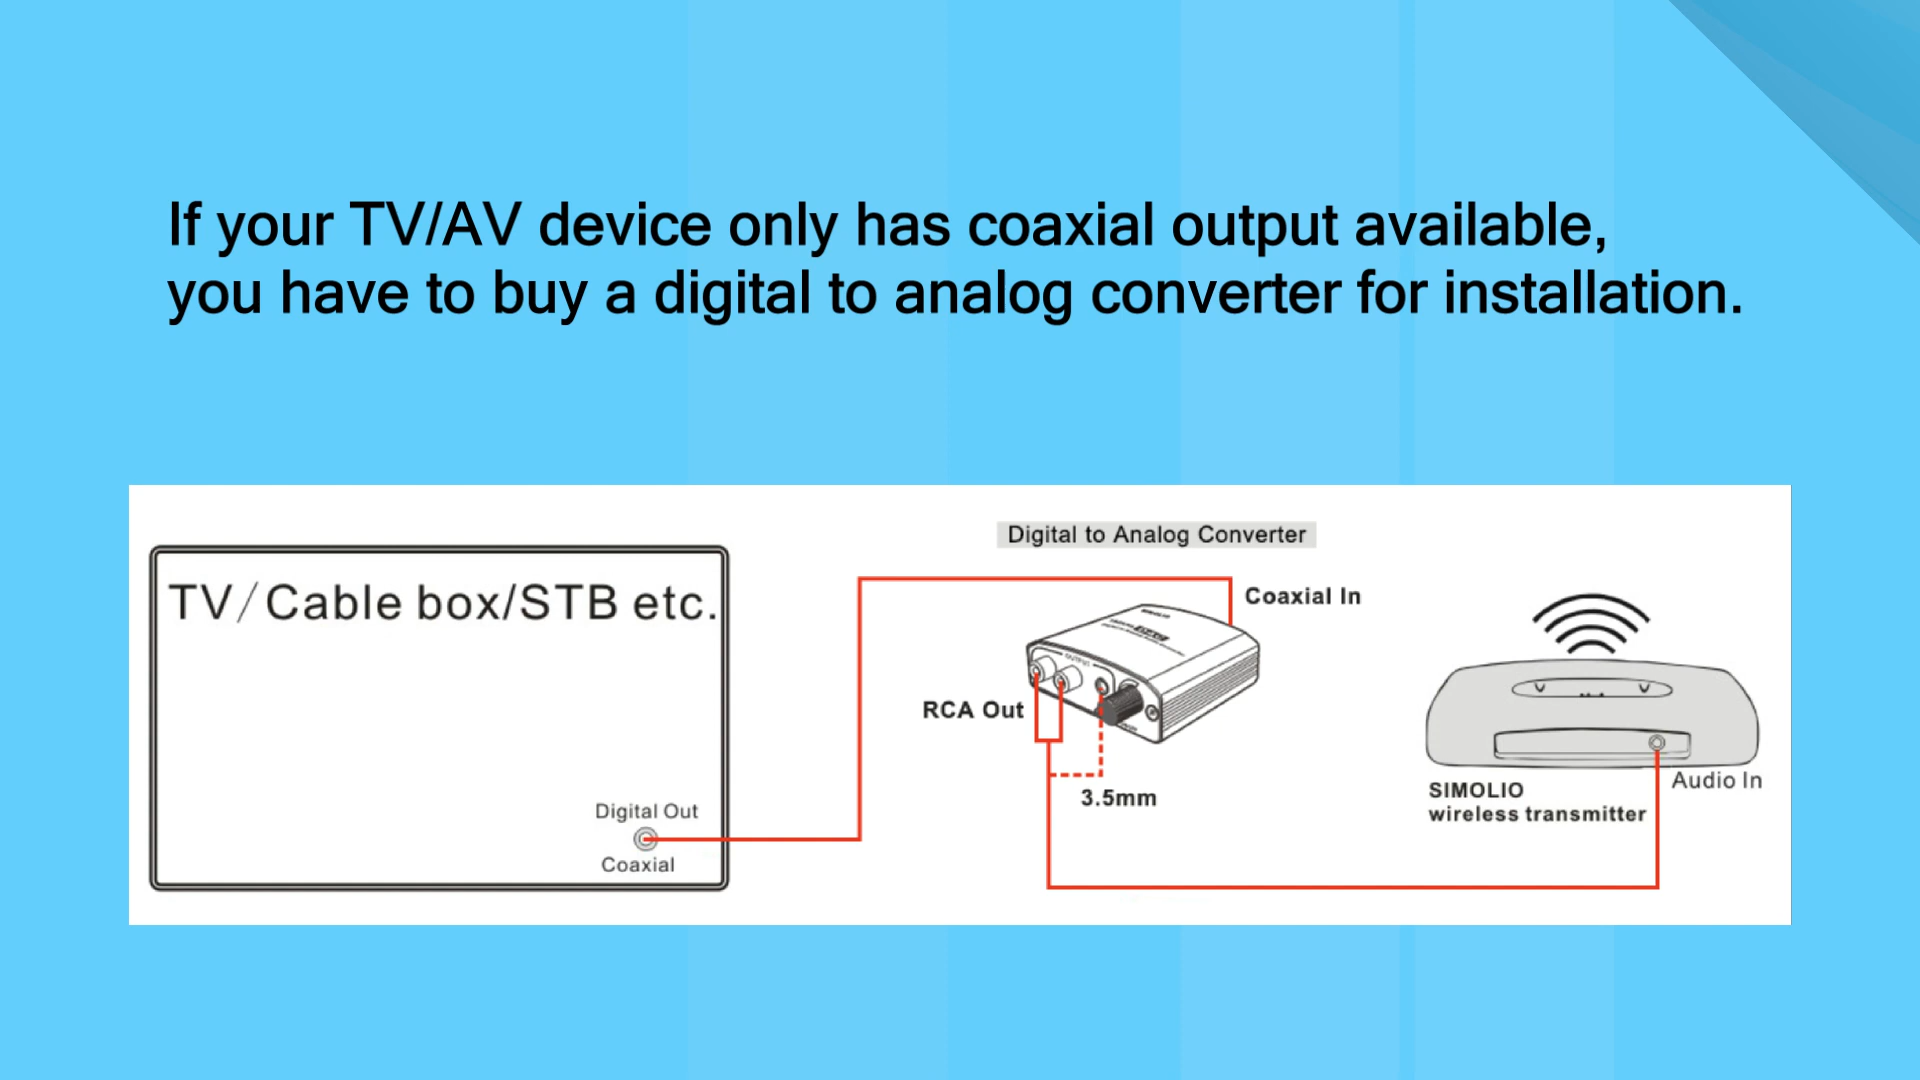 If your TV/AV device only has coaxial output available,
you have to buy a digital to analog converter for installation.
Digital to Analog Converter
TV/Cable box/STB etc.
Coaxial In
RCA Out
OUTPUT
3.5mm
Digital Out
Coaxial
SIMOLIO
wireless transmitter
Audio In